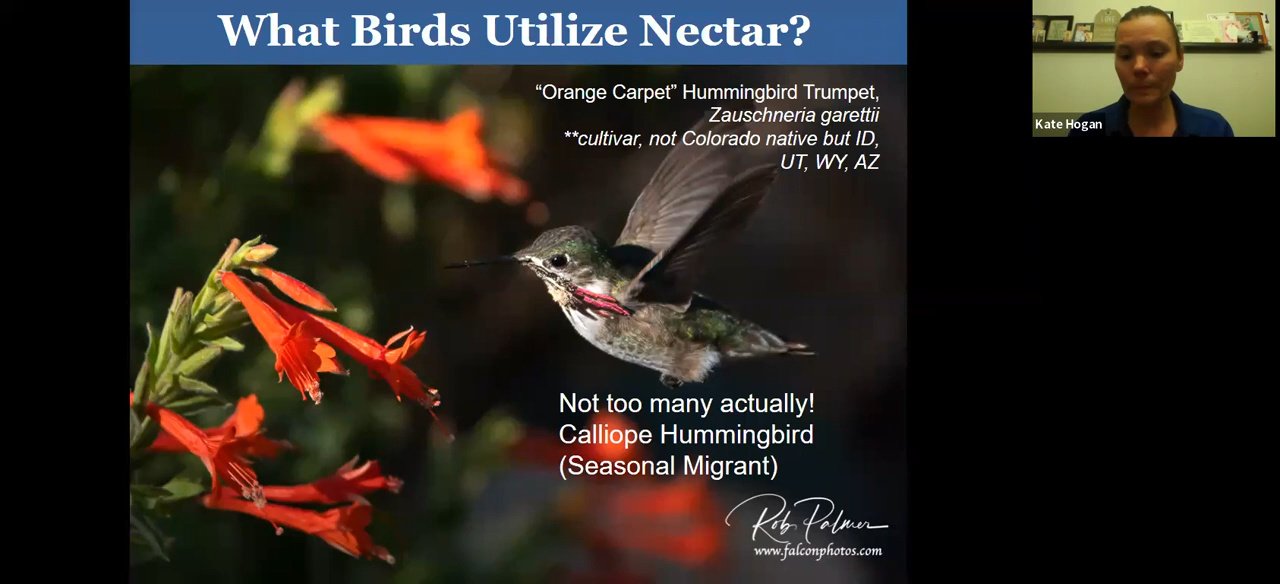 What Birds Utilize Nectar?
“Orange Carpet” Hummingbird Trumpet,
Zauschneria garettii
**cultivar, not Colorado native but ID,
UT, WY, AZ
Kate Hogan
Not too many actually!
Calliope Hummingbird
(Seasonal Migrant)
Rob Palmer
www.falconphotos.com